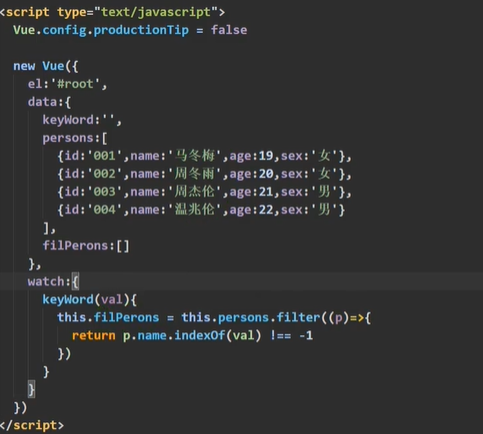 <script type="text/javascript">
Vue.config.productionTip = false
new Vue({
el:'#root',
data:{
keyWord:'',
persons:[
{id:'001',name:'马冬梅',age:19,sex:'女'},
{id:'002',name:'周冬雨',age:20,sex:'女'},
{id:'003',name:'周杰伦',age:21,sex:'男'},
{id:'004',name:'温兆伦',age:22,sex:'男'}
],
filPerons:[]
},
watch:{
keyWord(val){
this.filPerons = this.persons.filter((p)=>{
return p.name.indexOf(val) !== -1
})
}
}
})
</script>